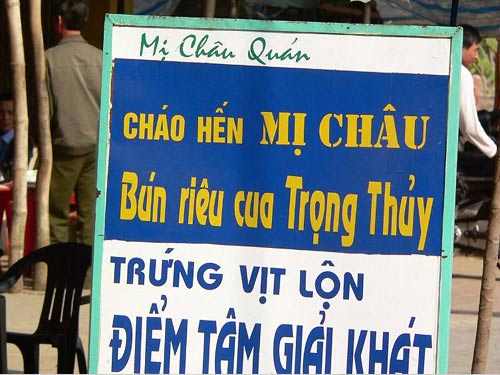 Mị Châu Quán
CHÁO HẾN MỊ CHÂU
Bún riêu cua Trọng Thủy
TRỨNG VỊT LỘN
ĐIỂM TÂM GIẢI KHÁT